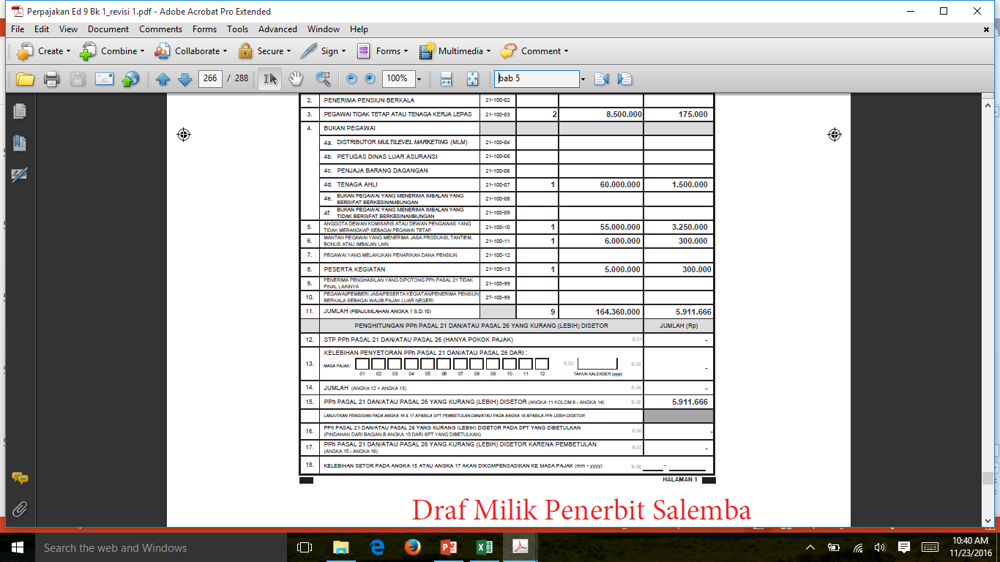 Perpajakan Ed 9 Bk 1_revisi 1.pdf - Adobe Acrobat Pro Extended
File Edit View Document Comments Forms Tools Advanced Window Help
Create Combine Collaborate Secure Sign Forms Multimedia Comment
266 / 288 100% bab 5
2. PENERIMA PENSIUN BERKALA 21-100-02
3. PEGAWAI TIDAK TETAP ATAU TENAGA KERJA LEPAS 21-100-03 2 8.500.000 175.000
4. BUKAN PEGAWAI
4a. DISTRIBUTOR MULTILEVEL MARKETING (MLM) 21-100-04
4b. PETUGAS DINAS LUAR ASURANSI 21-100-05
4c. PENJAJA BARANG DAGANGAN 21-100-06
4d. TENAGA AHLI 21-100-07 1 60.000.000 1.500.000
4e. BUKAN PEGAWAI YANG MENERIMA IMBALAN YANG
BERSIFAT BERKESINAMBUNGAN 21-100-08
4f. BUKAN PEGAWAI YANG MENERIMA IMBALAN YANG
TIDAK BERSIFAT BERKESINAMBUNGAN 21-100-09
5. ANGGOTA DEWAN KOMISARIS ATAU DEWAN PENGAWAS YANG
TIDAK MERANGKAP SEBAGAI PEGAWAI TETAP 21-100-10 1 55.000.000 3.250.000
6. MANTAN PEGAWAI YANG MENERIMA JASA PRODUKSI, TANTIEM,
BONUS ATAU IMBALAN LAIN 21-100-11 1 6.000.000 300.000
7. PEGAWAI YANG MELAKUKAN PENARIKAN DANA PENSIUN 21-100-12
8. PESERTA KEGIATAN 21-100-13 1 5.000.000 300.000
9. PENERIMA PENGHASILAN YANG DIPOTONG PPh PASAL 21 TIDAK
FINAL LAINNYA 21-100-99
10. PEGAWAI/PEMBERI JASA/PESERTA KEGIATAN/PENERIMA PENSIUN
BERKALA SEBAGAI WAJIB PAJAK LUAR NEGERI 27-100-99
11. JUMLAH (PENJUMLAHAN ANGKA 1 S.D.10) 9 164.360.000 5.911.666
PENGHITUNGAN PPh PASAL 21 DAN/ATAU PASAL 26 YANG KURANG (LEBIH) DISETOR JUMLAH (Rp)
12. STP PPh PASAL 21 DAN/ATAU PASAL 26 (HANYA POKOK PAJAK) B.01 -
13. KELEBIHAN PENYETORAN PPh PASAL 21 DAN/ATAU PASAL 26 DARI :
MASA PAJAK: B.02 B.03 -
01 02 03 04 05 06 07 08 09 10 11 12 TAHUN KALENDER (yyyy)
14. JUMLAH (ANGKA 12 + ANGKA 13) B.04 -
15. PPh PASAL 21 DAN/ATAU PASAL 26 YANG KURANG (LEBIH) DISETOR (ANGKA 11 KOLOM 6 - ANGKA 14) B.05 5.911.666
LANJUTKAN PENGISIAN PADA ANGKA 16 & 17 APABILA SPT PEMBETULAN DAN/ATAU PADA ANGKA 18 APABILA PPh LEBIH DISETOR
16. PPh PASAL 21 DAN/ATAU PASAL 26 YANG KURANG (LEBIH) DISETOR PADA SPT YANG DIBETULKAN
(PINDAHAN DARI BAGIAN B ANGKA 15 DARI SPT YANG DIBETULKAN) B.06 -
17. PPh PASAL 21 DAN/ATAU PASAL 26 YANG KURANG (LEBIH) DISETOR KARENA PEMBETULAN
(ANGKA 15 - ANGKA 16) B.07 -
18. KELEBIHAN SETOR PADA ANGKA 15 ATAU ANGKA 17 AKAN DIKOMPENSASIKAN KE MASA PAJAK (mm - yyyy) B.08 -
HALAMAN 1
Draf Milik Penerbit Salemba
Search the web and Windows
10:40 AM
11/23/2016